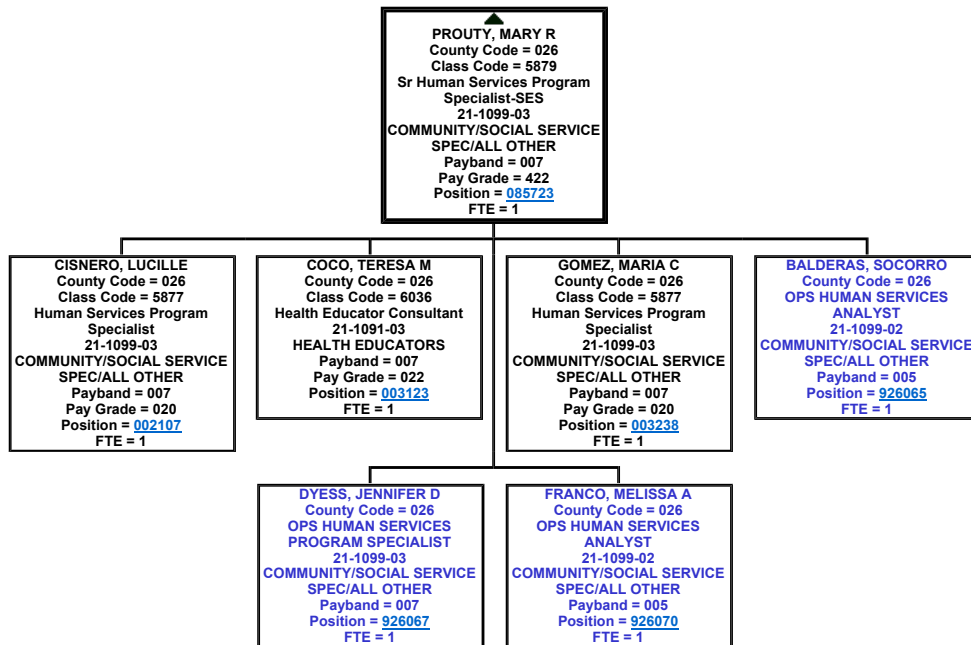 PROUTY, MARY R
County Code = 026
Class Code = 5879
Sr Human Services Program
Specialist-SES
21-1099-03
COMMUNITY/SOCIAL SERVICE
SPEC/ALL OTHER
Payband = 007
Pay Grade = 422
Position = 085723
FTE = 1
CISNERO, LUCILLE
County Code = 026
Class Code = 5877
Human Services Program
Specialist
21-1099-03
COMMUNITY/SOCIAL SERVICE
SPEC/ALL OTHER
Payband = 007
Pay Grade = 020
Position = 002107
FTE = 1
COCO, TERESA M
County Code = 026
Class Code = 6036
Health Educator Consultant
21-1091-03
HEALTH EDUCATORS
Payband = 007
Pay Grade = 022
Position = 003123
FTE = 1
GOMEZ, MARIA C
County Code = 026
Class Code = 5877
Human Services Program
Specialist
21-1099-03
COMMUNITY/SOCIAL SERVICE
SPEC/ALL OTHER
Payband = 007
Pay Grade = 020
Position = 003238
FTE = 1
BALDERAS, SOCORRO
County Code = 026
OPS HUMAN SERVICES
ANALYST
21-1099-02
COMMUNITY/SOCIAL SERVICE
SPEC/ALL OTHER
Payband = 005
Position = 926065
FTE = 1
DYESS, JENNIFER D
County Code = 026
OPS HUMAN SERVICES
PROGRAM SPECIALIST
21-1099-03
COMMUNITY/SOCIAL SERVICE
SPEC/ALL OTHER
Payband = 007
Position = 926067
FTE = 1
FRANCO, MELISSA A
County Code = 026
OPS HUMAN SERVICES
ANALYST
21-1099-02
COMMUNITY/SOCIAL SERVICE
SPEC/ALL OTHER
Payband = 005
Position = 926070
FTE = 1